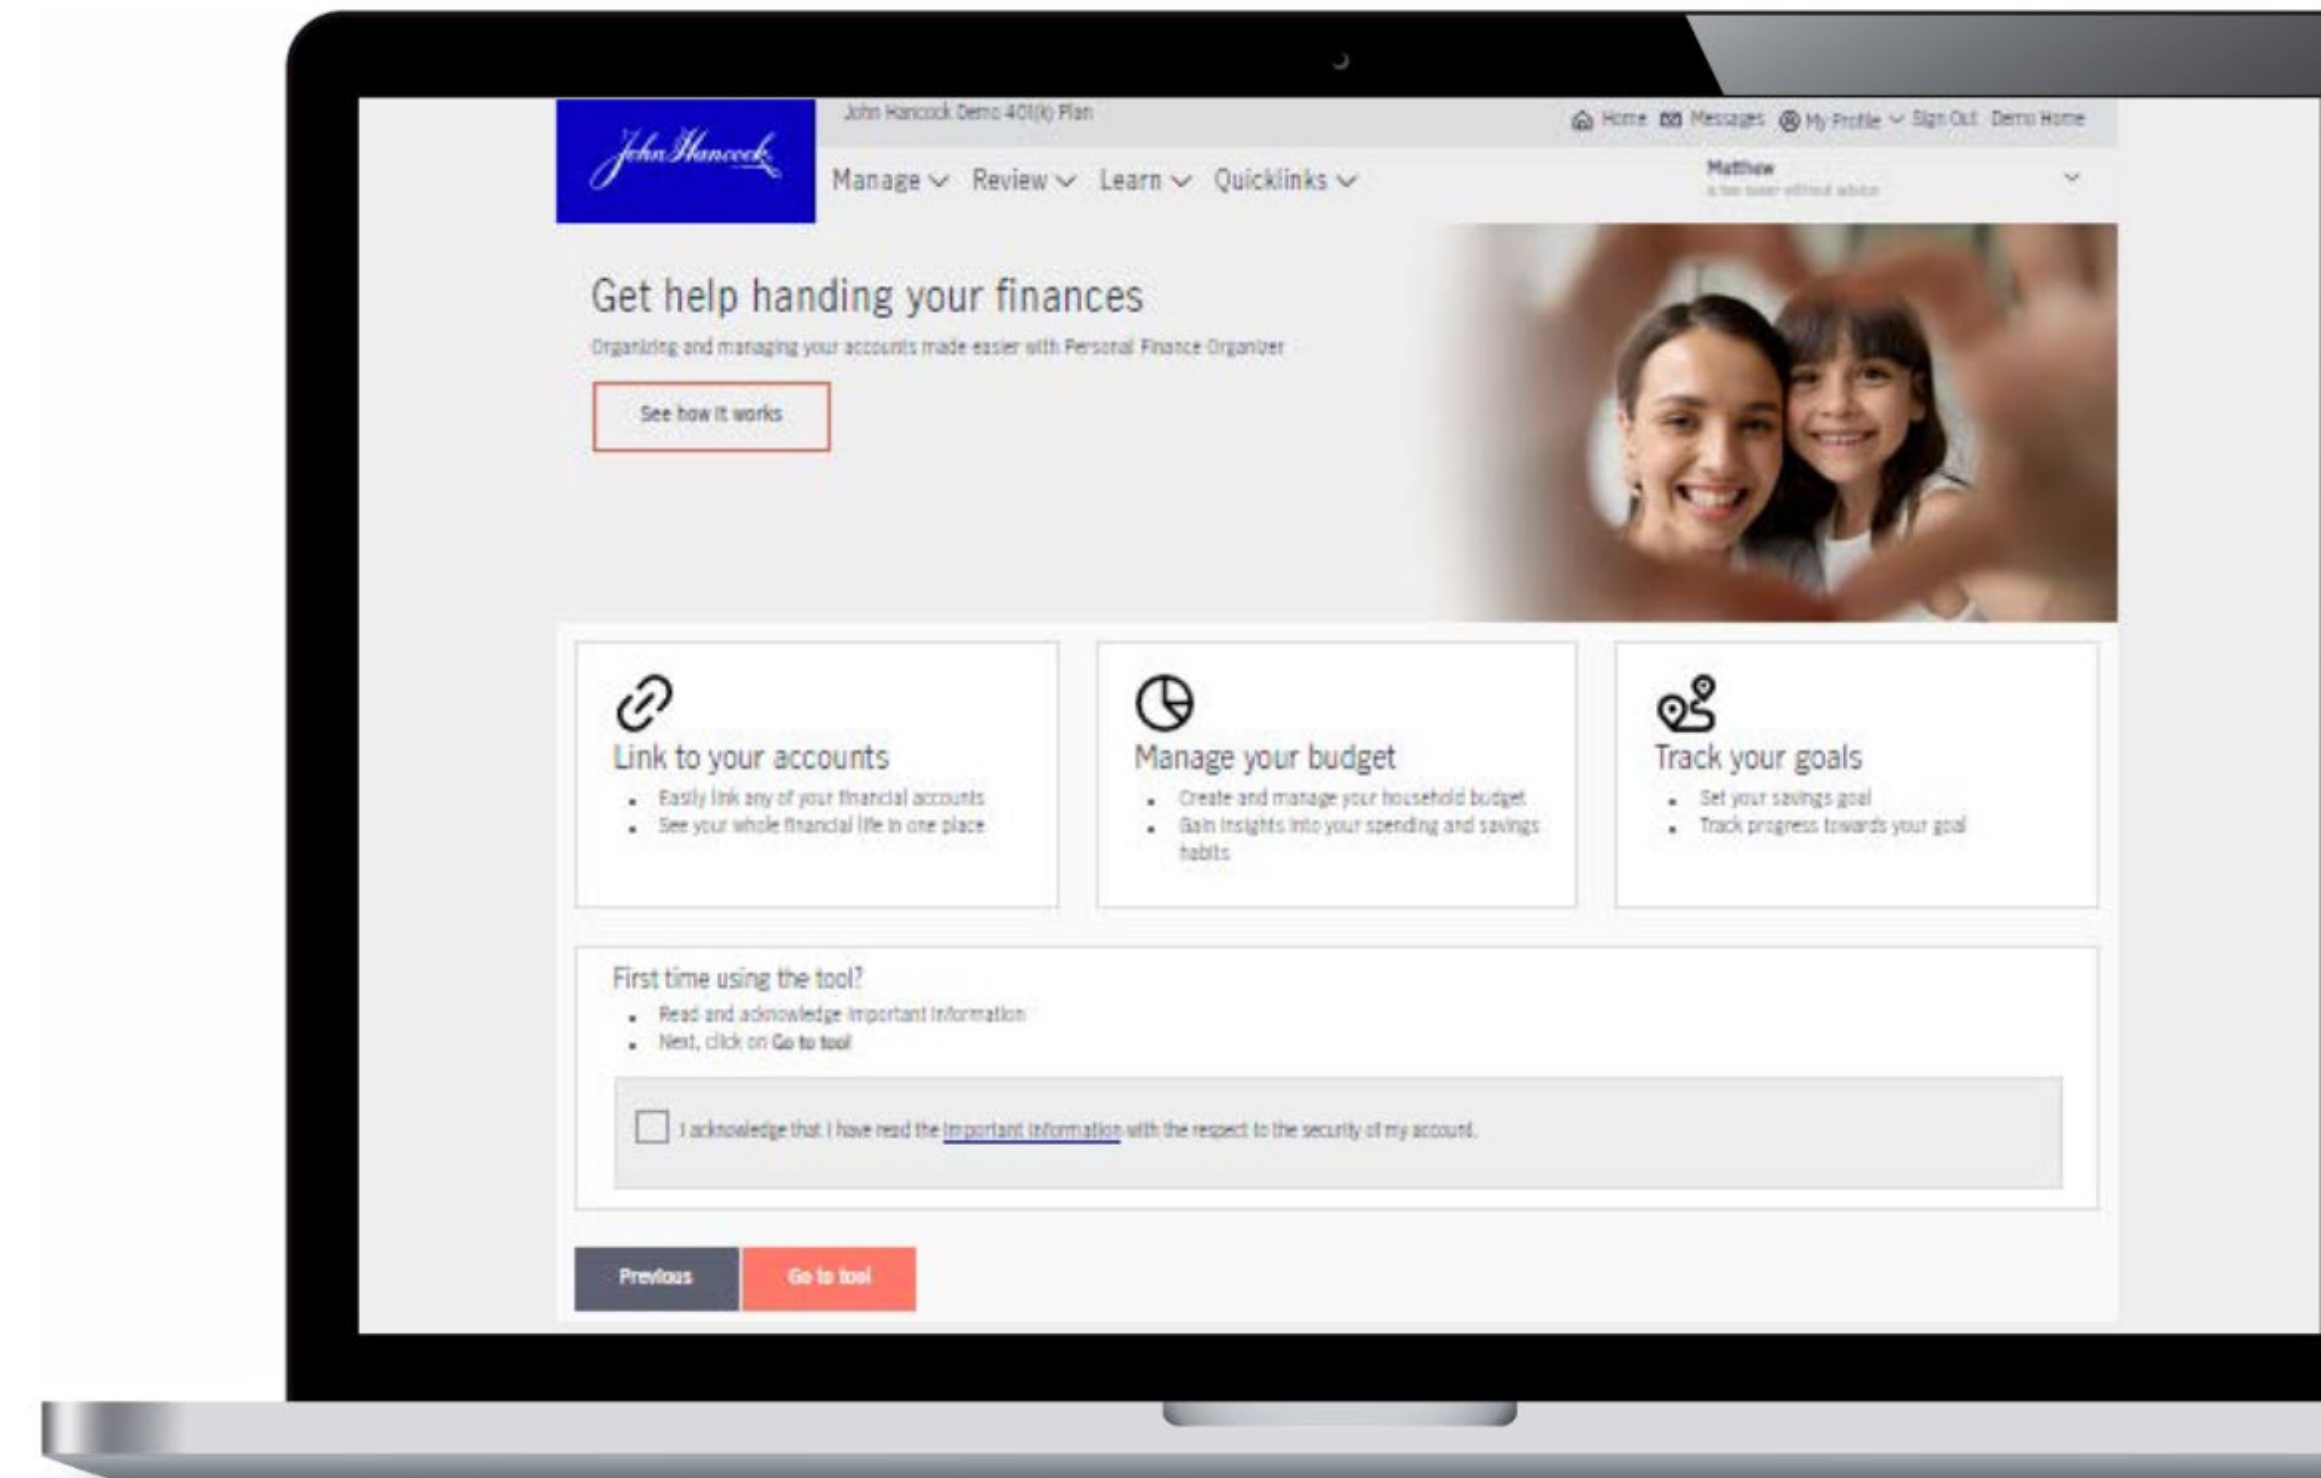 John Hancock Demo 401(k) Plan
Home Messages My Profile Sign Out Demo Home
John Hancock
Manage Review Learn Quicklinks
Matthew
Get help handing your finances
Organizing and managing your accounts made easier with Personal Finance Organizer
See how it works
Link to your accounts
Easily link any of your financial accounts
See your whole financial life in one place
Manage your budget
Create and manage your household budget
Gain insights into your spending and savings
habits
Track your goals
Set your savings goal
Track progress towards your goal
First time using the tool?
Read and acknowledge Important Information
Next, click on Go to tool
I acknowledge that I have read the Important Information with the respect to the security of my account.
Previous Go to tool